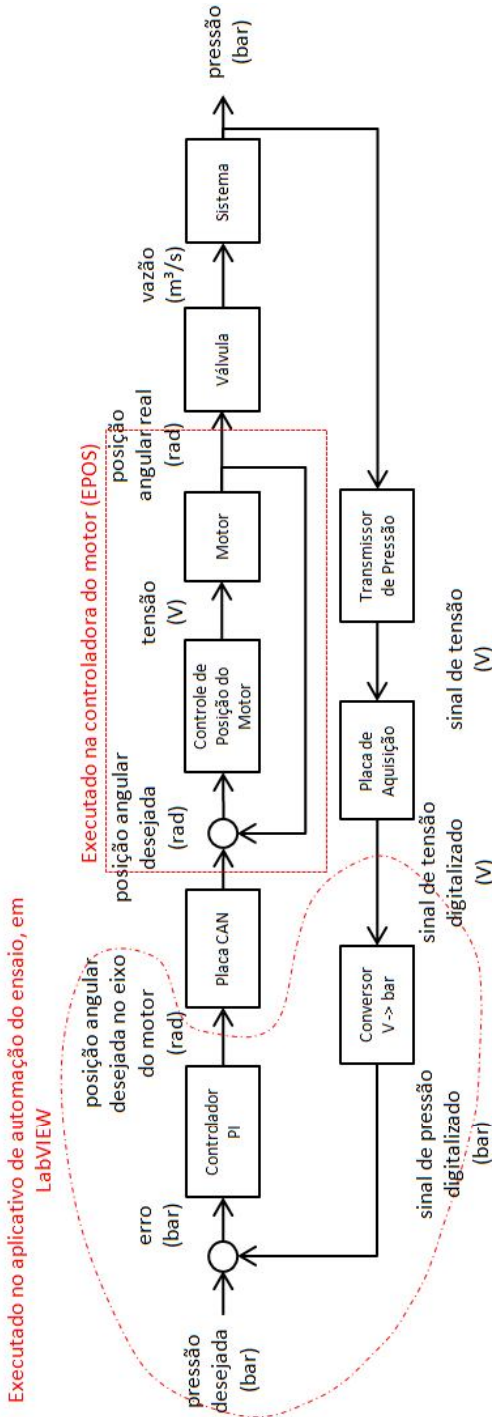 Executado no aplicativo de automação do ensaio, em
LabVIEW
Executado na controladora do motor (EPOS)
pressão
desejada
(bar)
erro
(bar)
Controlador
PI
posição angular
desejada no eixo
do motor
(rad)
Placa CAN
posição angular
desejada
(rad)
Controle de
Posição do
Motor
tensão
(V)
Motor
posição
angular real
(rad)
Válvula
vazão
(m³/s)
Sistema
pressão
(bar)
Transmissor
de Pressão
sinal de tensão
(V)
Placa de
Aquisição
sinal de tensão
digitalizado
(V)
Conversor
V -> bar
sinal de pressão
digitalizado
(bar)